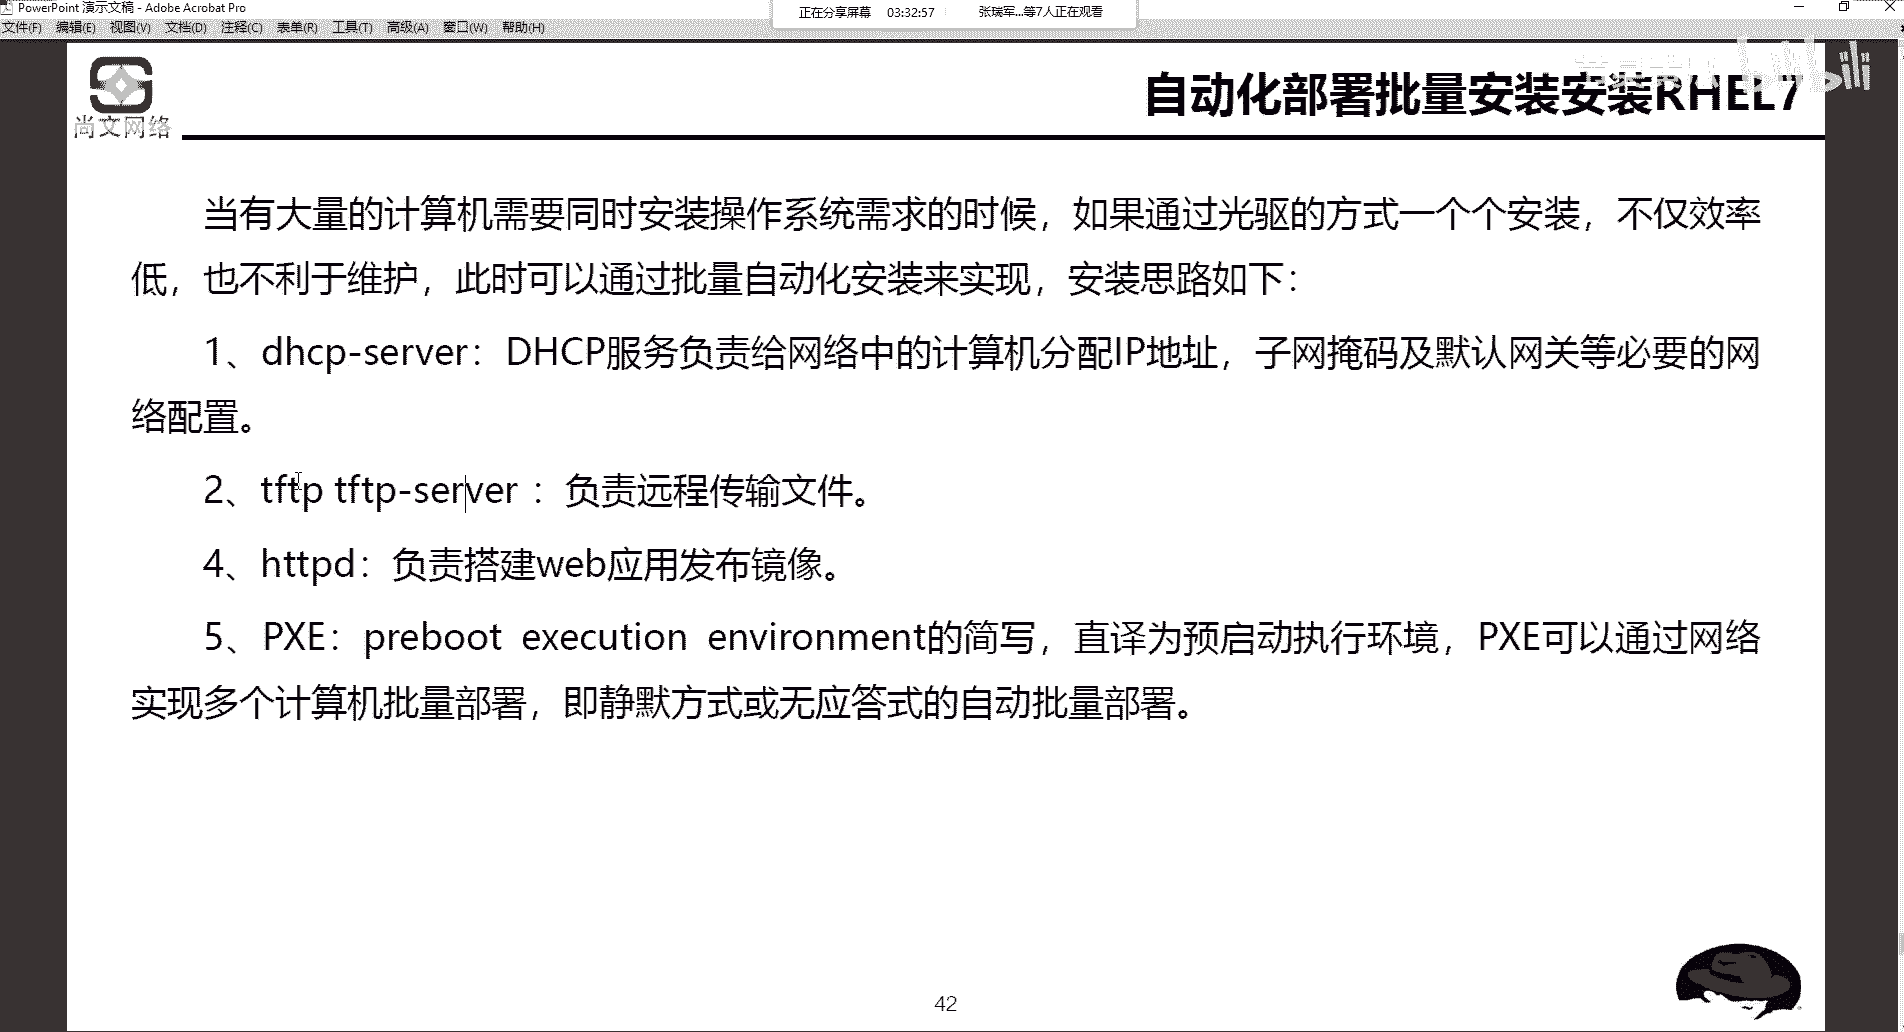 PowerPoint 演示文稿 - Adobe Acrobat Pro
正在分享屏幕 03:32:57 张瑞军...等7人正在观看
文件(F) 编辑(E) 视图(V) 文档(D) 注释(C) 表单(R) 工具(T) 高级(A) 窗口(W) 帮助(H)
bilibili
尚文网络
自动化部署批量安装安装RHEL7
当有大量的计算机需要同时安装操作系统需求的时候，如果通过光驱的方式一个个安装，不仅效率
低，也不利于维护，此时可以通过批量自动化安装来实现，安装思路如下：
1、dhcp-server：DHCP服务负责给网络中的计算机分配IP地址，子网掩码及默认网关等必要的网
络配置。
2、tftp tftp-server ：负责远程传输文件。
4、httpd：负责搭建web应用发布镜像。
5、PXE：preboot execution environment的简写，直译为预启动执行环境，PXE可以通过网络
实现多个计算机批量部署，即静默方式或无应答式的自动批量部署。
42